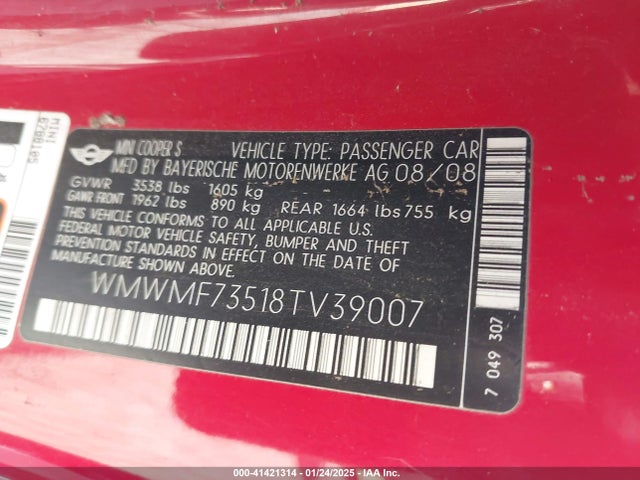 MINI
6288105
MINI COOPER S VEHICLE TYPE: PASSENGER CAR
MFD BY BAYERISCHE MOTORENWERKE AG 08/08
GVWR 3538 lbs 1605 kg
GAWR FRONT 1962 lbs 890 kg REAR 1664 lbs 755 kg
THIS VEHICLE CONFORMS TO ALL APPLICABLE U.S.
FEDERAL MOTOR VEHICLE SAFETY, BUMPER AND THEFT
PREVENTION STANDARDS IN EFFECT ON THE DATE OF
MANUFACTURE SHOWN ABOVE.
WMWMF73518TV39007
7 049 307
000-41421314 | 01/24/2025 | IAA Inc.